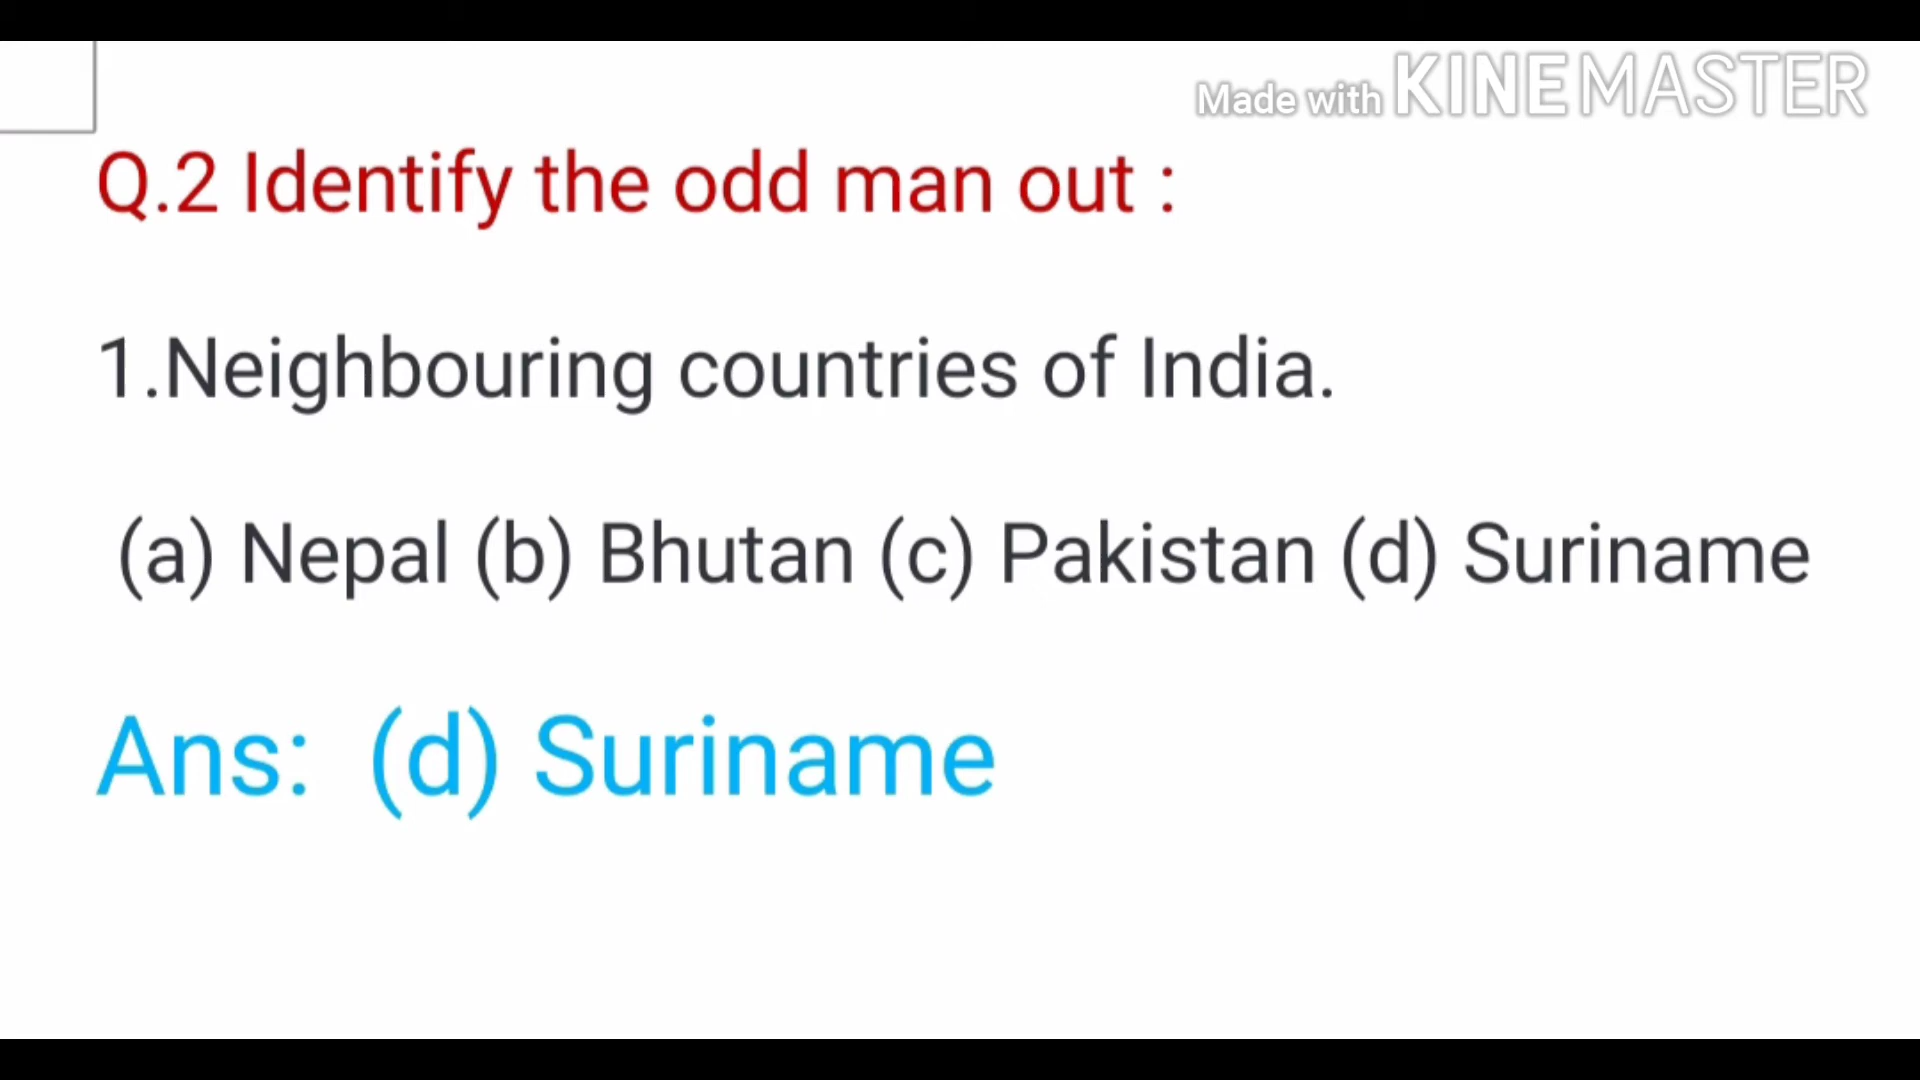 Made with KINEMASTER
Q.2 Identify the odd man out :
1.Neighbouring countries of India.
(a) Nepal (b) Bhutan (c) Pakistan (d) Suriname
Ans: (d) Suriname